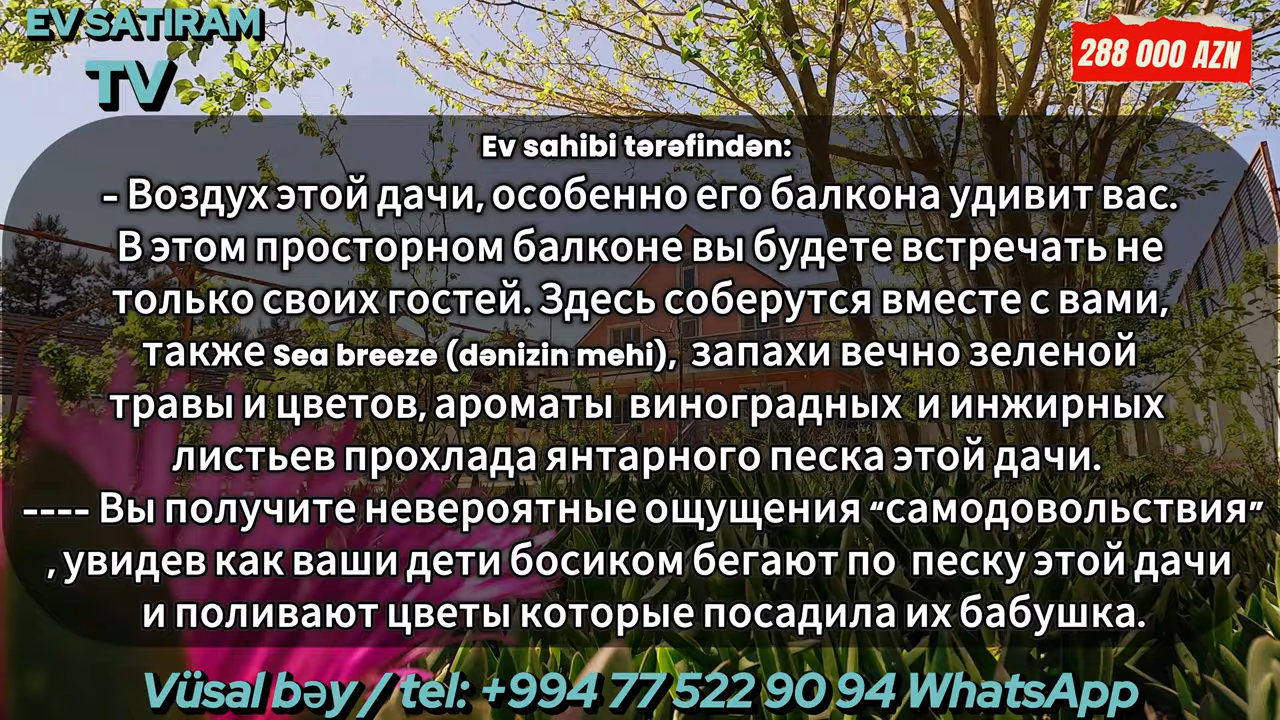 EV SATIRAM
TV
288 000 AZN
Ev sahibi tərəfindən:
- Воздух этой дачи, особенно его балкона удивит вас.
В этом просторном балконе вы будете встречать не
только своих гостей. Здесь соберутся вместе с вами,
также Sea breeze (dənizin mehi), запахи вечно зеленой
травы и цветов, ароматы виноградных и инжирных
листьев прохлада янтарного песка этой дачи.
---- Вы получите невероятные ощущения “самодовольствия”
, увидев как ваши дети босиком бегают по песку этой дачи
и поливают цветы которые посадила их бабушка.
Vüsal bəy / tel: +994 77 522 90 94 WhatsApp